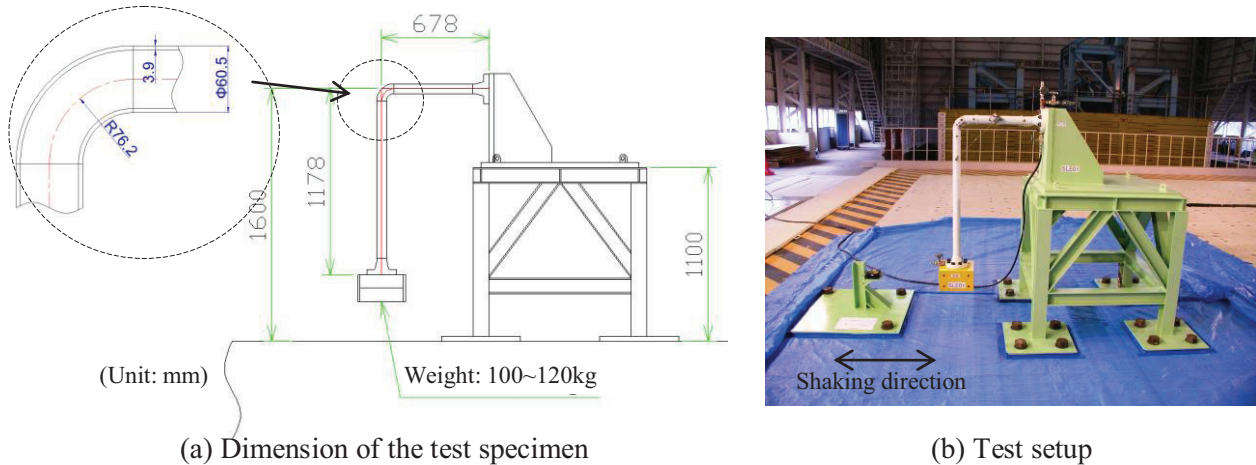 678
3.9
Φ60.5
R76.2
1600
1178
1100
(Unit: mm)
Weight: 100~120kg
Shaking direction
(a) Dimension of the test specimen
(b) Test setup